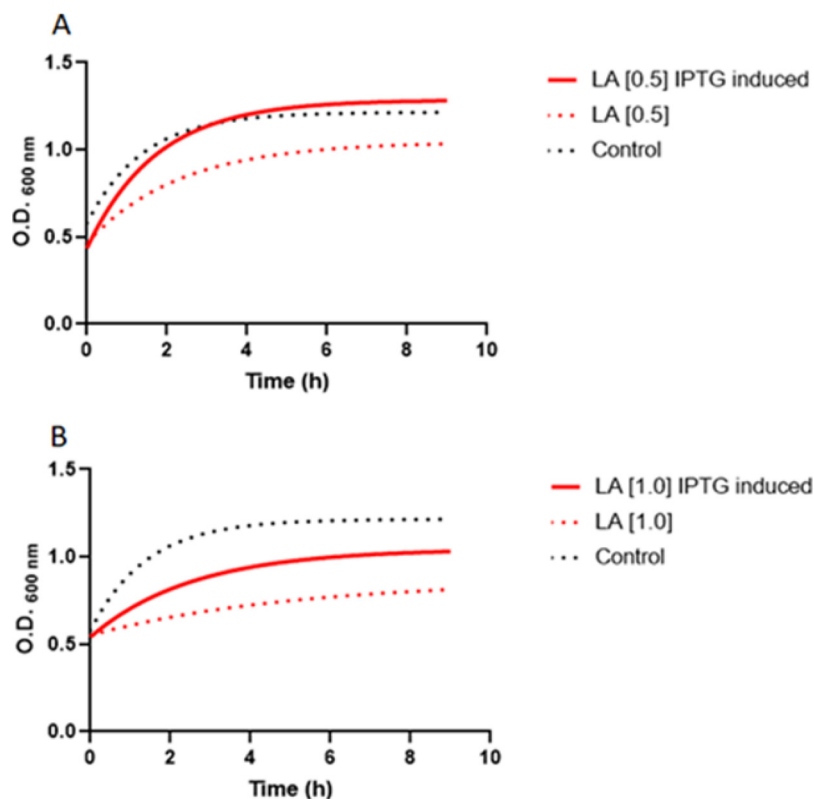 A
1.5
1.0
0.5
0.0
O.D. 600 nm
0 2 4 6 8 10
Time (h)
LA [0.5] IPTG induced
LA [0.5]
Control
B
1.5
1.0
0.5
0.0
O.D. 600 nm
0 2 4 6 8 10
Time (h)
LA [1.0] IPTG induced
LA [1.0]
Control